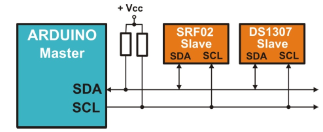 + Vcc
ARDUINO
Master
SRF02
Slave
SDA SCL
DS1307
Slave
SDA SCL
SDA
SCL